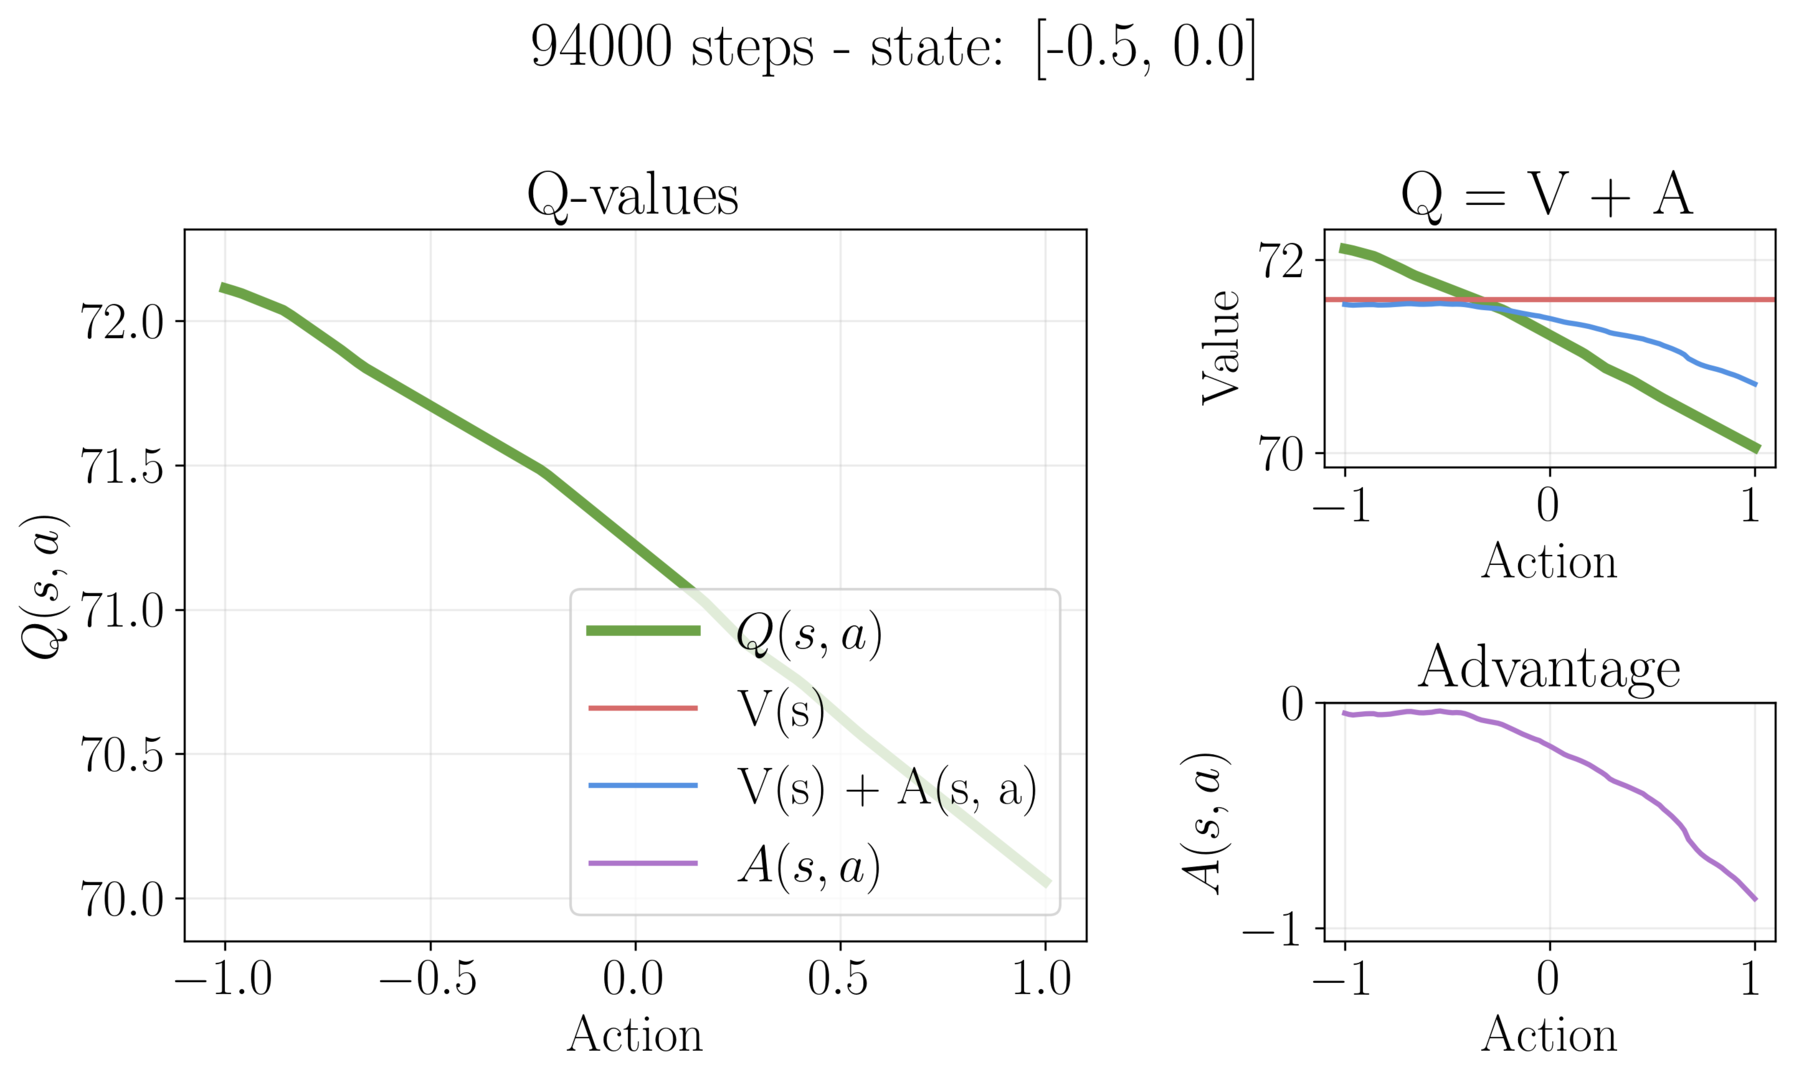 94000 steps - state: [-0.5, 0.0]
Q-values
Q(s, a)
72.0
71.5
71.0
70.5
70.0
−1.0 −0.5 0.0 0.5 1.0
Action
Q(s, a)
V(s)
V(s) + A(s, a)
A(s, a)
Q = V + A
Value
72
70
−1 0 1
Action
Advantage
A(s, a)
0
−1
−1 0 1
Action